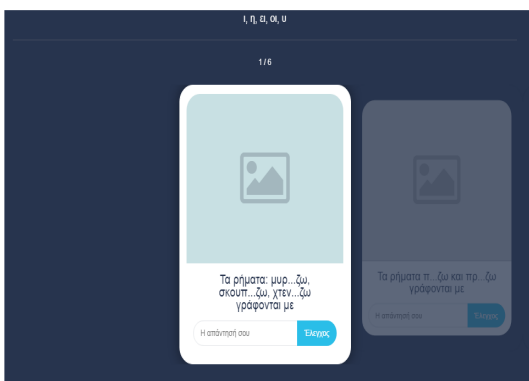 ι, η, ει, οι, υ
1 / 6
Τα ρήματα: μυρ...ζω,
σκουπ...ζω, χτεν...ζω
γράφονται με
Η απάντησή σου
Έλεγχος
Τα ρήματα π...ζω και πρ...ζω
γράφονται με
Η απάντησή σου
Έλεγχος